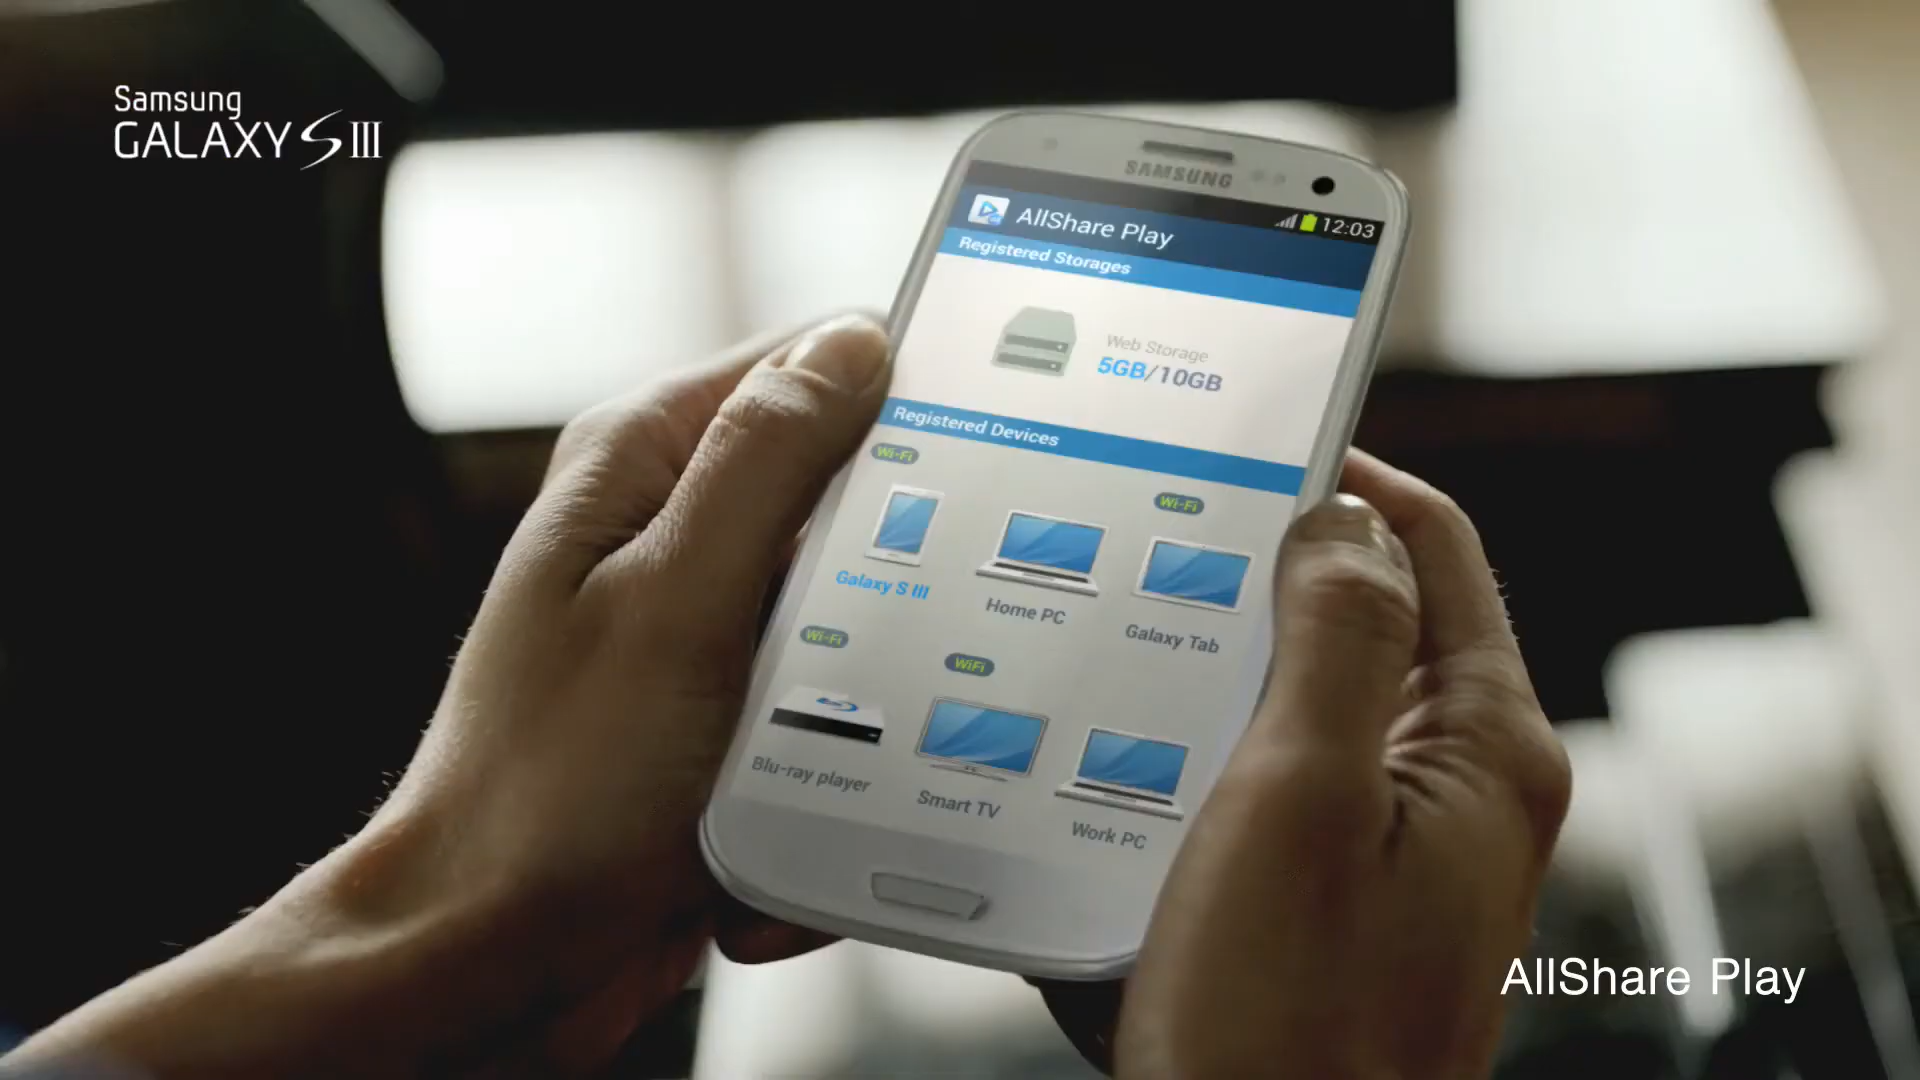 Samsung
GALAXY S III
SAMSUNG
12:03
AllShare Play
Registered Storages
Web Storage
5GB/10GB
Registered Devices
Wi-Fi
Wi-Fi
Galaxy S III
Home PC
Galaxy Tab
Wi-Fi
WiFi
Blu-ray player
Smart TV
Work PC
AllShare Play